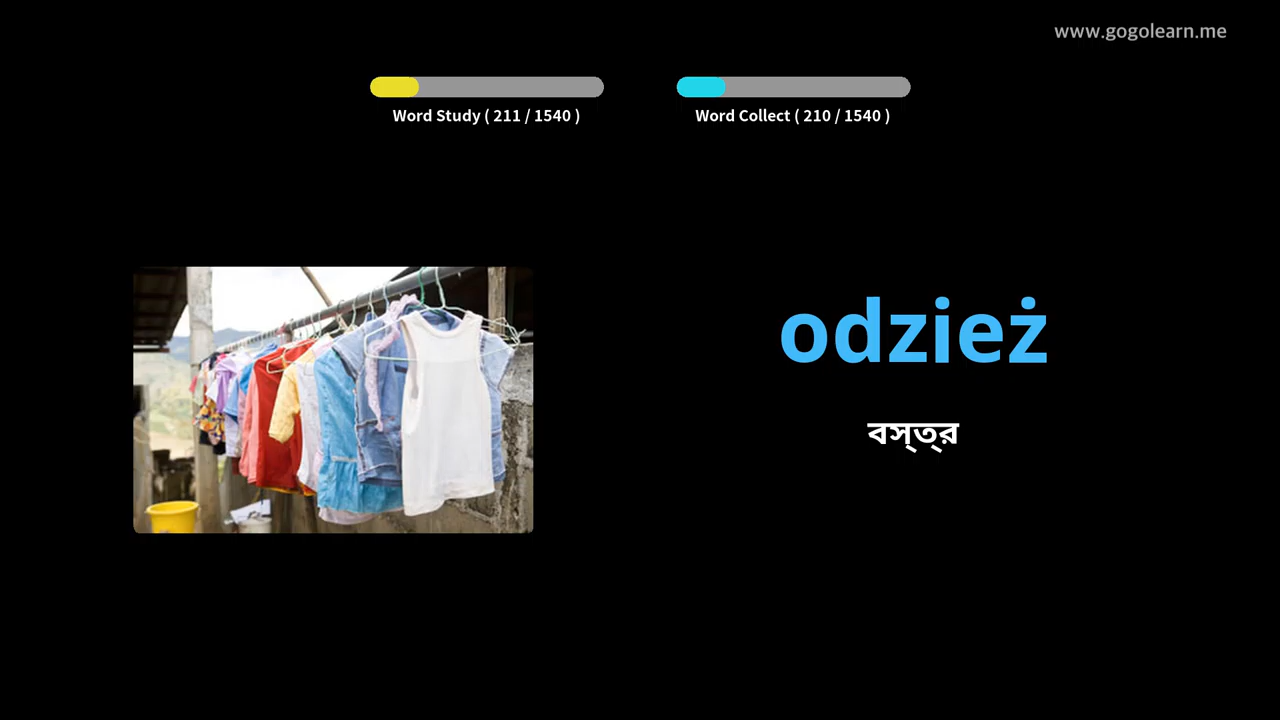 www.gogolearn.me
Word Study ( 211 / 1540 )
Word Collect ( 210 / 1540 )
odzież
বস্ত্র